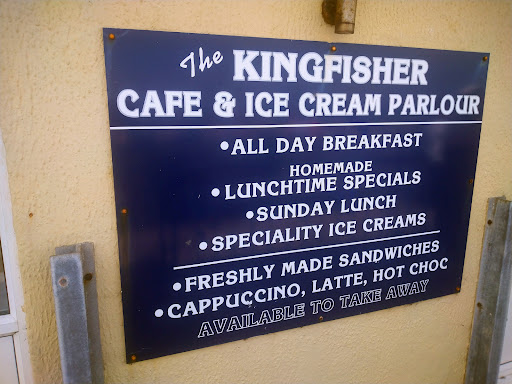 The KINGFISHER
CAFE & ICE CREAM PARLOUR
•ALL DAY BREAKFAST
HOMEMADE
•LUNCHTIME SPECIALS
•SUNDAY LUNCH
•SPECIALITY ICE CREAMS
•FRESHLY MADE SANDWICHES
•CAPPUCCINO, LATTE, HOT CHOC
AVAILABLE TO TAKE AWAY